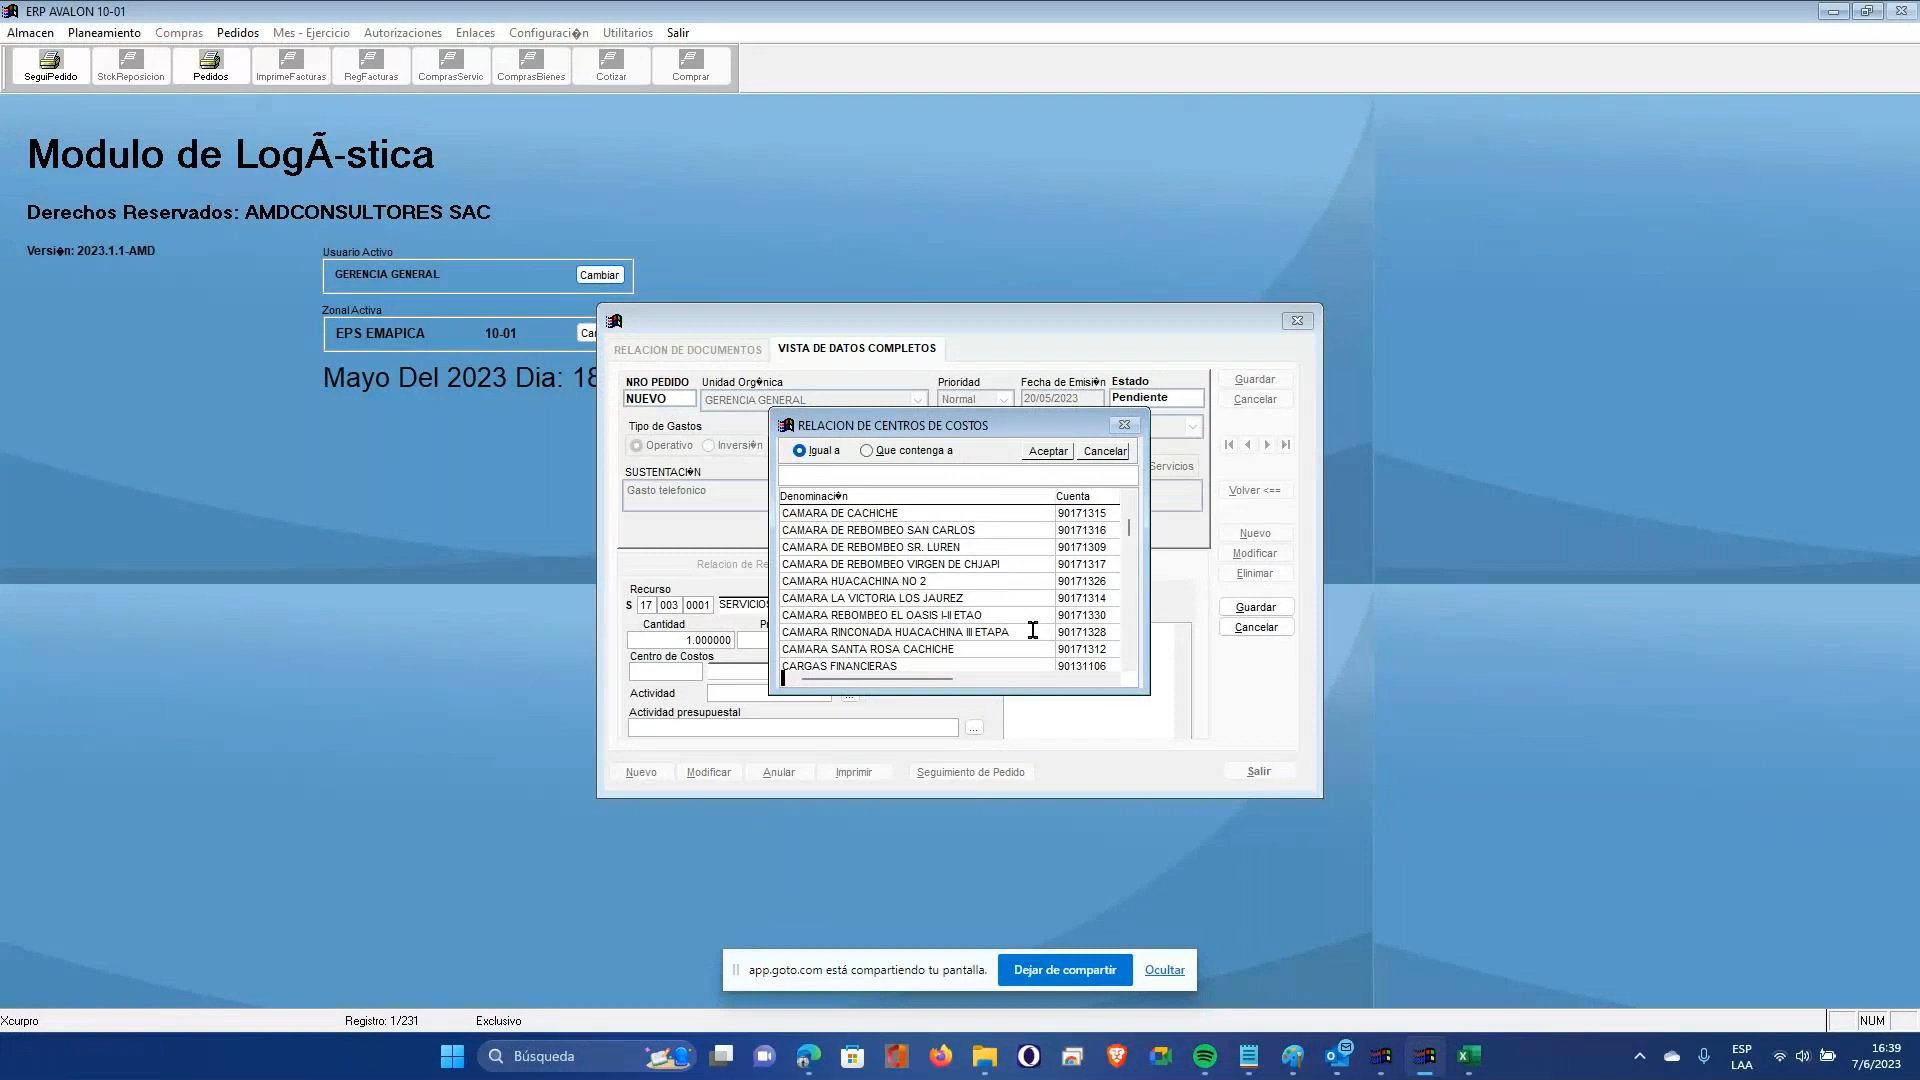 ERP AVALON 10-01
Almacen Planeamiento Compras Pedidos Mes - Ejercicio Autorizaciones Enlaces Configuraci�n Utilitarios Salir
SeguiPedido StckReposicion Pedidos ImprimeFacturas RegFacturas ComprasServic ComprasBienes Cotizar Comprar
Modulo de LogÃ-stica
Derechos Reservados: AMDCONSULTORES SAC
Versi�n: 2023.1.1-AMD
Usuario Activo
GERENCIA GENERAL Cambiar
Zonal Activa
EPS EMAPICA 10-01 Ca
Mayo Del 2023 Dia: 18
RELACION DE DOCUMENTOS VISTA DE DATOS COMPLETOS
NRO PEDIDO Unidad Org�nica Prioridad Fecha de Emisi�n Estado
NUEVO GERENCIA GENERAL Normal 20/05/2023 Pendiente
Guardar
Cancelar
Tipo de Gastos
Operativo Inversi�n
SUSTENTACI�N
Gasto telefonico
Servicios
Volver <==
Nuevo
Modificar
Elinimar
Guardar
Cancelar
RELACION DE CENTROS DE COSTOS
Igual a Que contenga a Aceptar Cancelar
Denominaci�n Cuenta
CAMARA DE CACHICHE 90171315
CAMARA DE REBOMBEO SAN CARLOS 90171316
CAMARA DE REBOMBEO SR. LUREN 90171309
CAMARA DE REBOMBEO VIRGEN DE CHJAPI 90171317
CAMARA HUACACHINA NO 2 90171326
CAMARA LA VICTORIA LOS JAUREZ 90171314
CAMARA REBOMBEO EL OASIS I-II ETAO 90171330
CAMARA RINCONADA HUACACHINA III ETAPA 90171328
CAMARA SANTA ROSA CACHICHE 90171312
CARGAS FINANCIERAS 90131106
Relacion de Re
Recurso
S 17 003 0001 SERVICIOS
Cantidad P
1.000000
Centro de Costos
Actividad ...
Actividad presupuestal
...
Nuevo Modificar Anular Imprimir Seguimiento de Pedido Salir
app.goto.com está compartiendo tu pantalla. Dejar de compartir Ocultar
Xcurpro Registro: 1/231 Exclusivo NUM
Búsqueda
ESP
LAA
16:39
7/6/2023